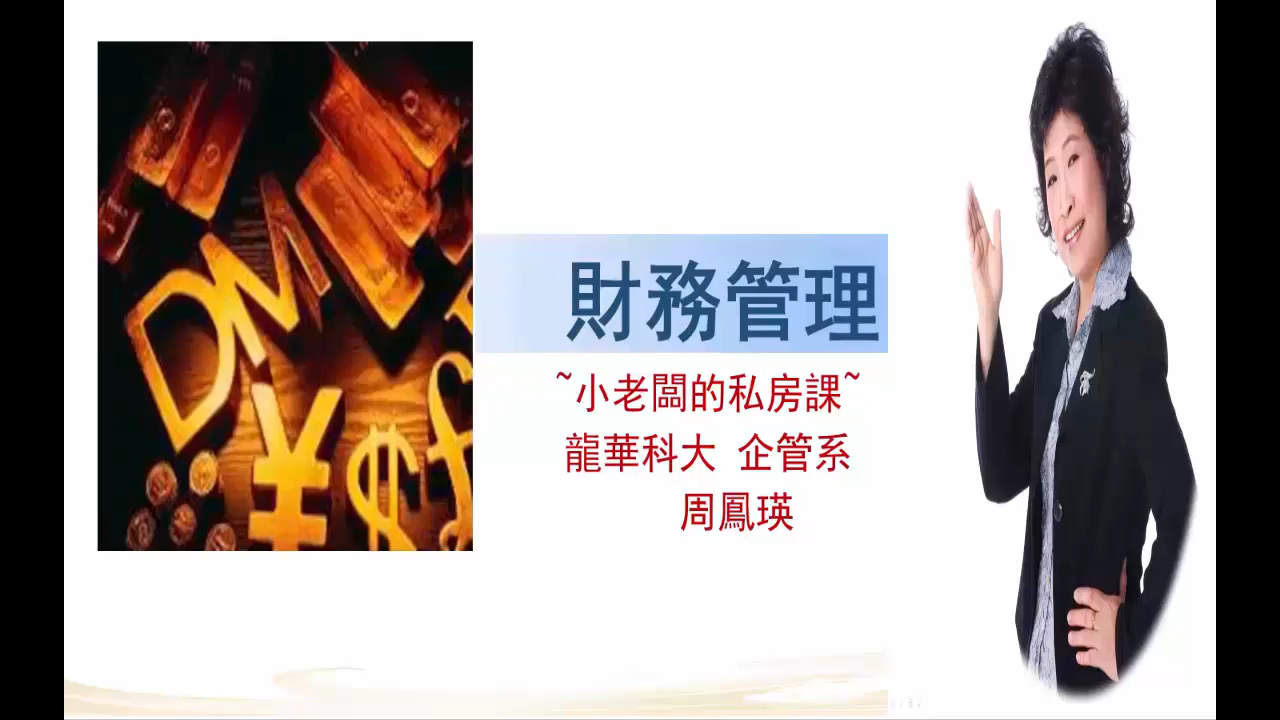 財務管理
~小老闆的私房課~
龍華科大 企管系
周鳳瑛